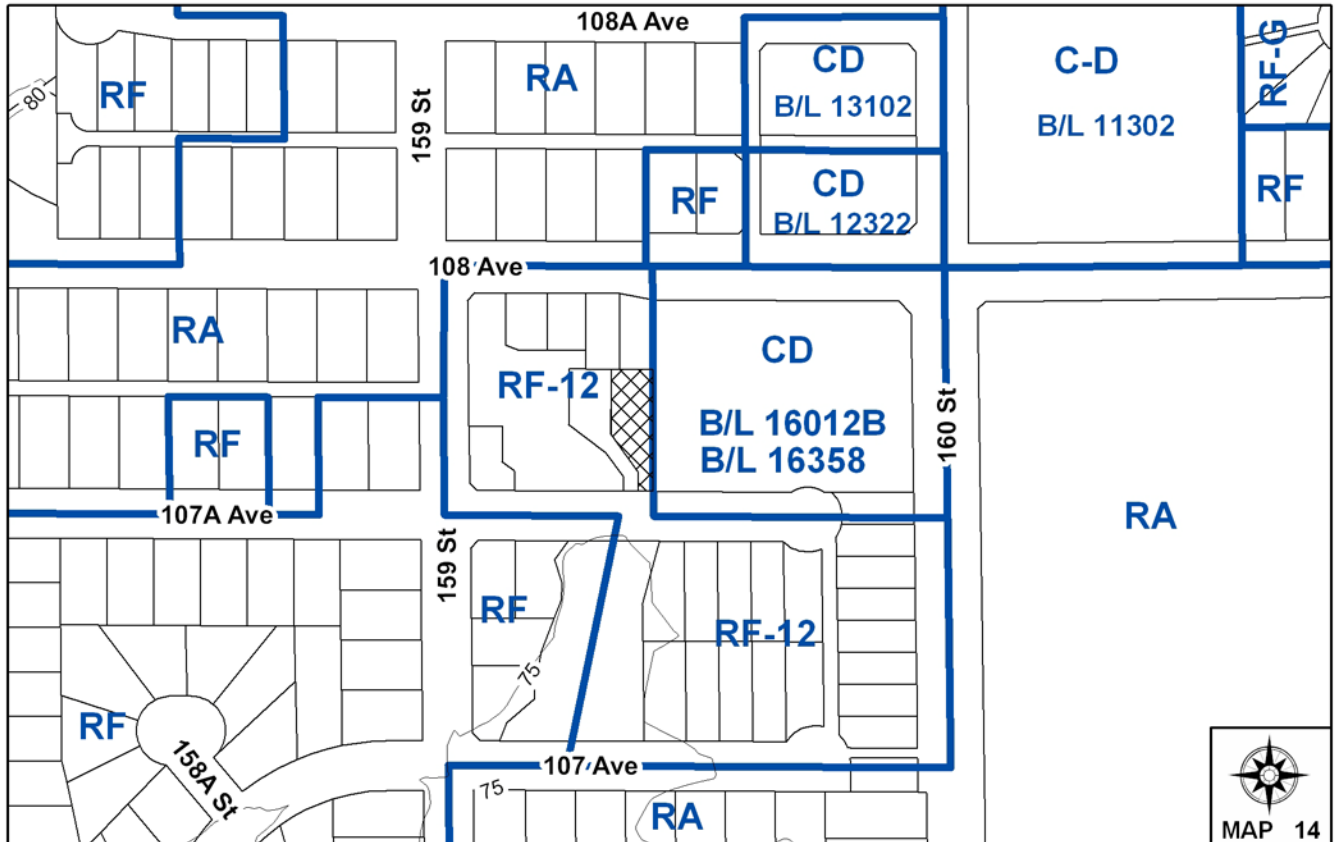 108A Ave
RF-G
CD
C-D
RA
RF
80
B/L 13102
B/L 11302
159 St
CD
RF
RF
B/L 12322
108 Ave
RA
CD
RF-12
B/L 16012B
B/L 16358
160 St
RF
107A Ave
RA
159 St
RF
RF-12
75
RF
158A St
107 Ave
75
RA
MAP 14